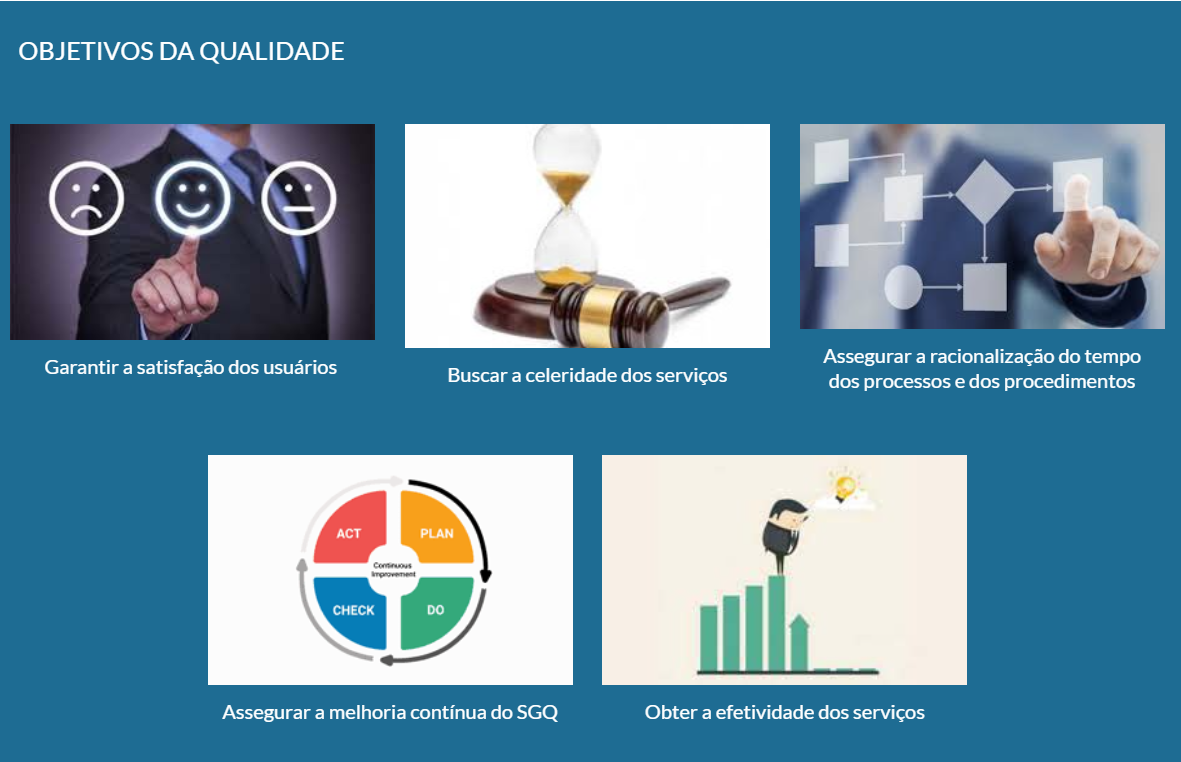 OBJETIVOS DA QUALIDADE
Garantir a satisfação dos usuários
Buscar a celeridade dos serviços
Assegurar a racionalização do tempo
dos processos e dos procedimentos
ACT
PLAN
Continuous
Improvement
CHECK
DO
Assegurar a melhoria contínua do SGQ
Obter a efetividade dos serviços